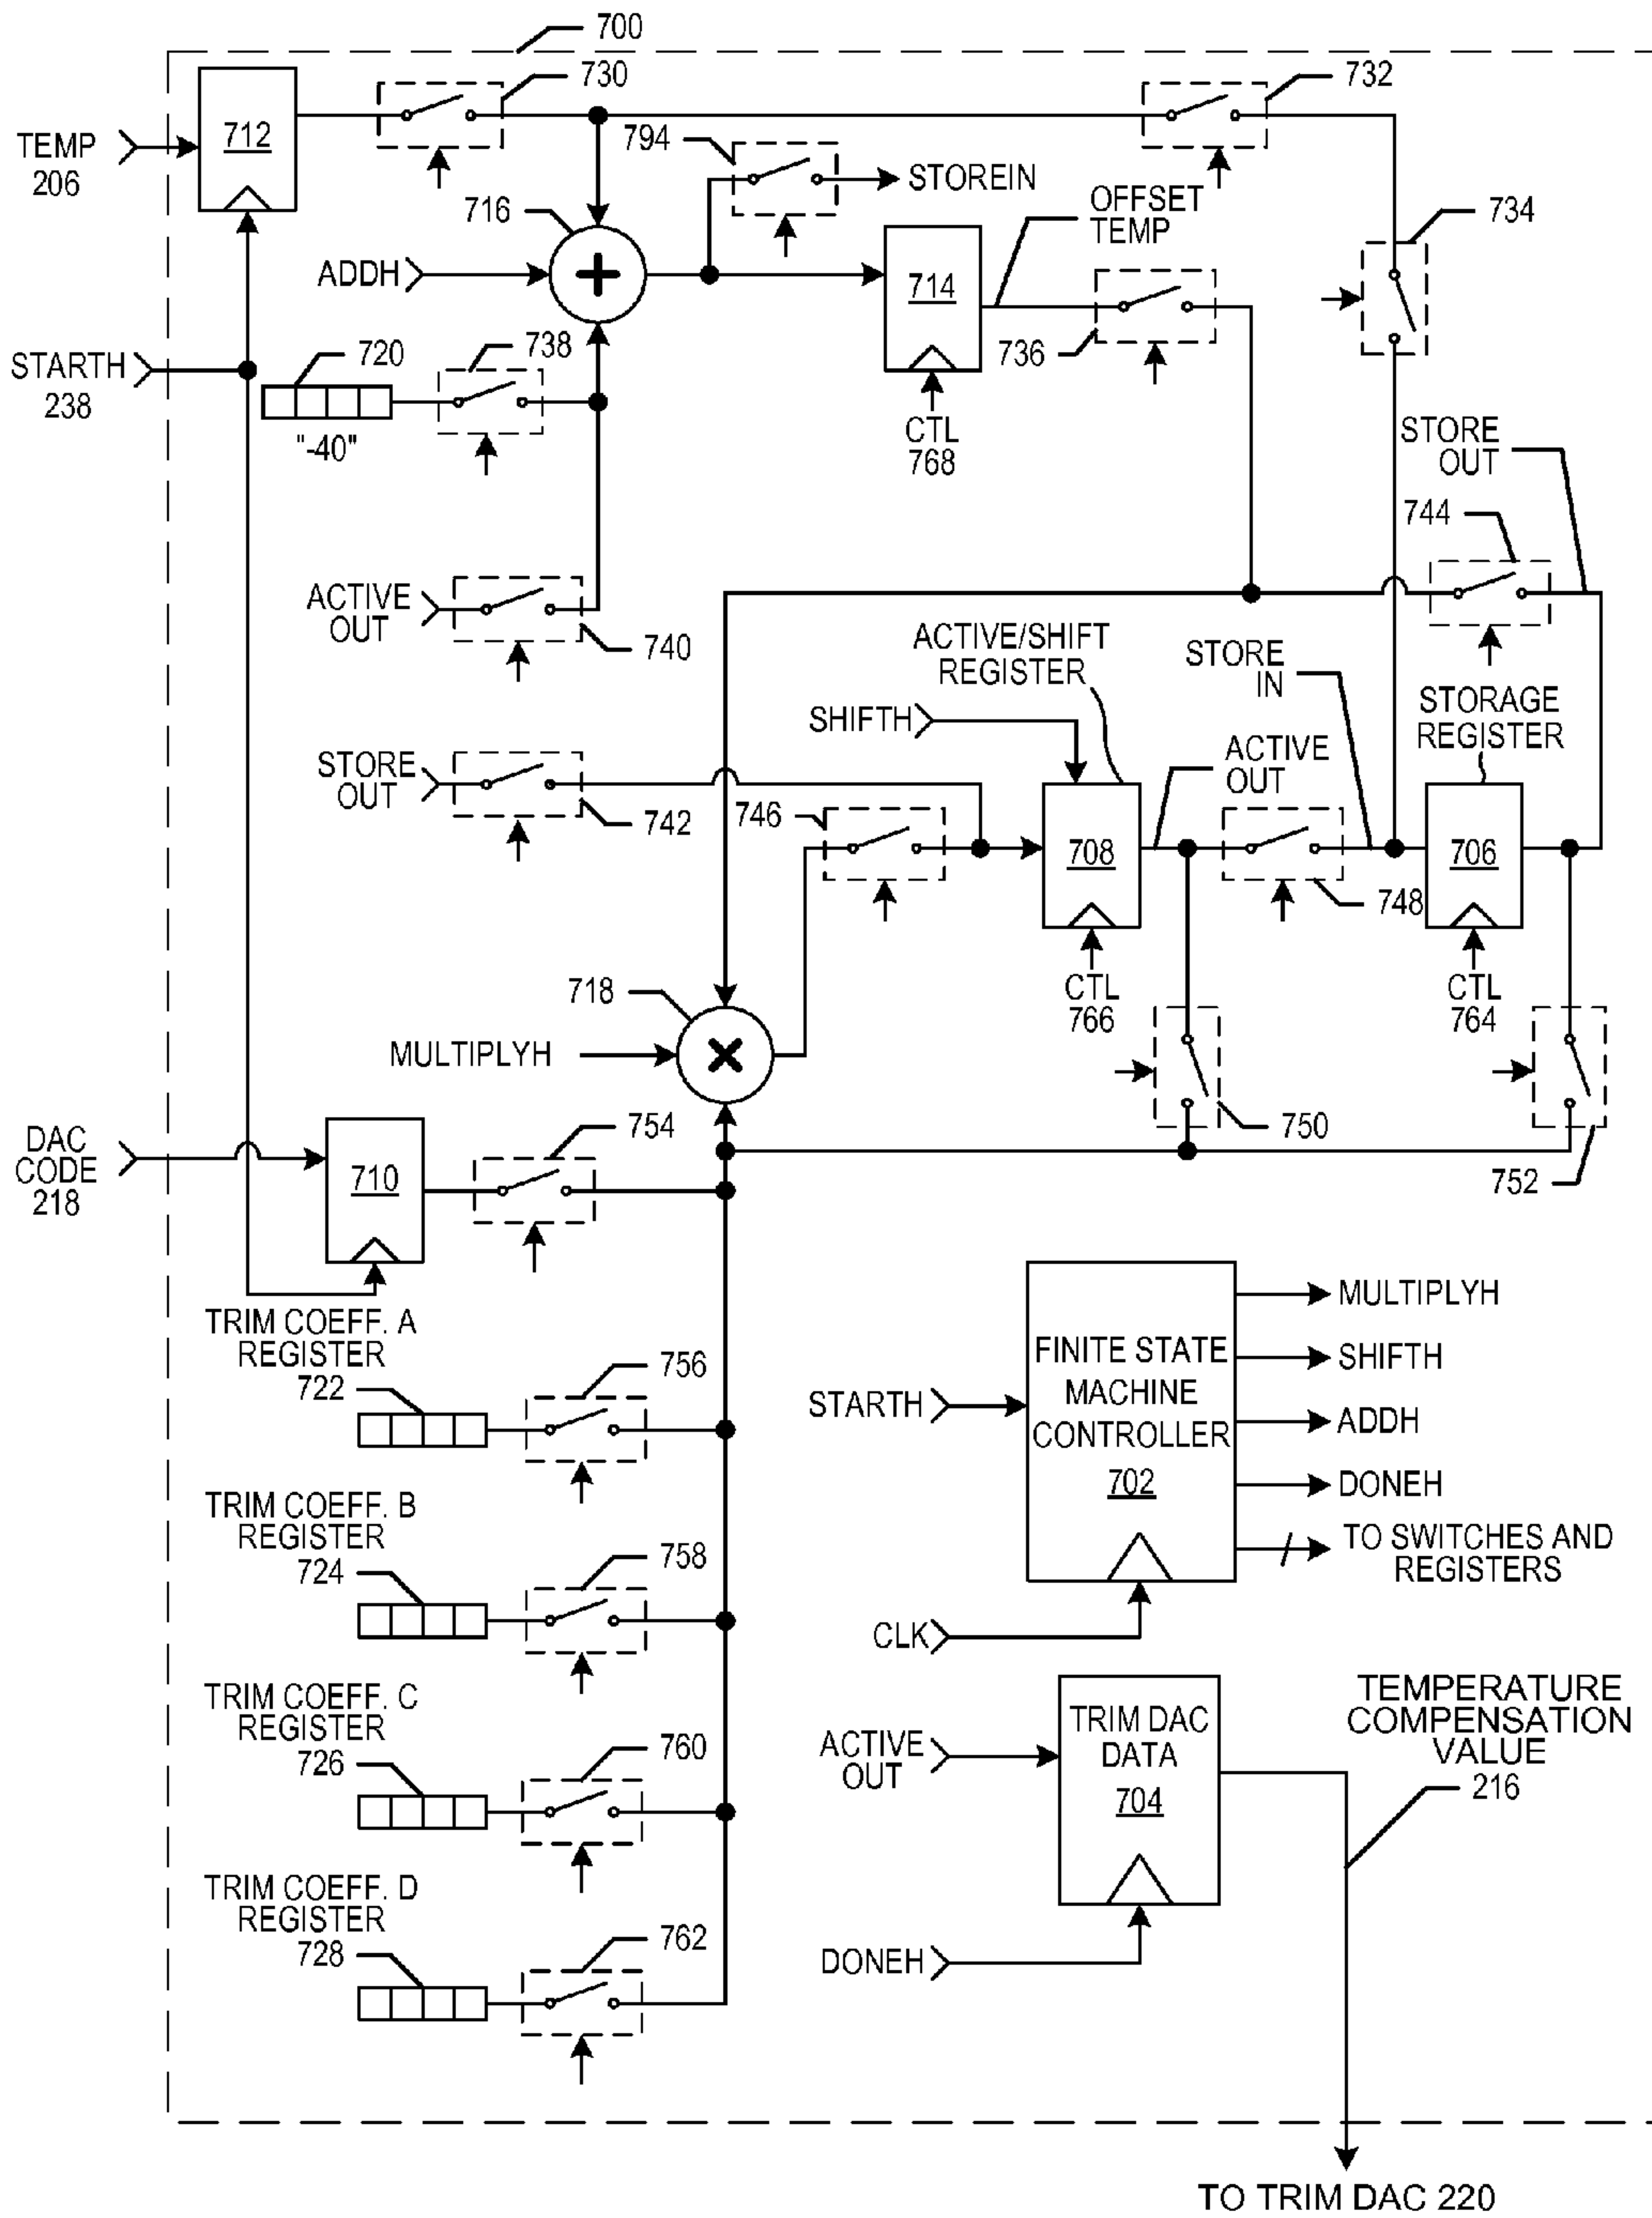 700
730
732
712
TEMP
206
794
STOREIN
OFFSET
TEMP
716
734
ADDH
714
STARTH
238
720
738
736
"-40"
CTL
768
STORE
OUT
744
ACTIVE
OUT
740
ACTIVE/SHIFT
REGISTER
STORE
IN
STORAGE
REGISTER
SHIFTH
ACTIVE
OUT
STORE
OUT
742
746
708
706
748
CTL
766
CTL
764
718
MULTIPLYH
DAC
CODE
218
710
754
750
752
TRIM COEFF. A
REGISTER
722
756
TRIM COEFF. B
REGISTER
724
758
TRIM COEFF. C
REGISTER
726
760
TRIM COEFF. D
REGISTER
728
762
STARTH
FINITE STATE
MACHINE
CONTROLLER
702
MULTIPLYH
SHIFTH
ADDH
DONEH
TO SWITCHES AND
REGISTERS
CLK
ACTIVE
OUT
TRIM DAC
DATA
704
DONEH
TEMPERATURE
COMPENSATION
VALUE
216
TO TRIM DAC 220